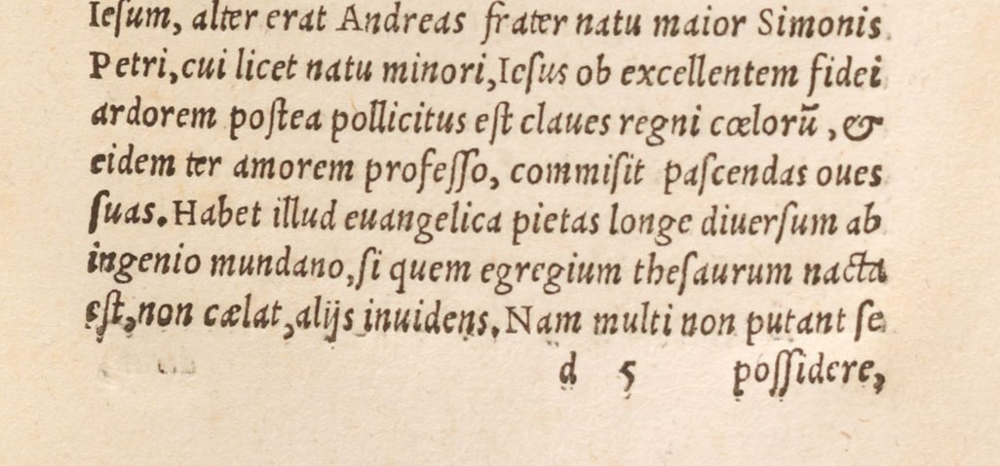 Ieſum, alter erat Andreas frater natu maior Simonis
Petri, cui licet natu minori, Ieſus ob excellentem fidei
ardorem poſtea pollicitus eſt claues regni cœlorū, &
eidem ter amorem profeſſo, commiſit paſcendas oues
ſuas. Habet illud euangelica pietas longe diuerſum ab
ingenio mundano, ſi quem egregium theſaurum nacta
eſt, non cælat, alijs inuidens. Nam multi non putant ſe
d 5 poſſidere,